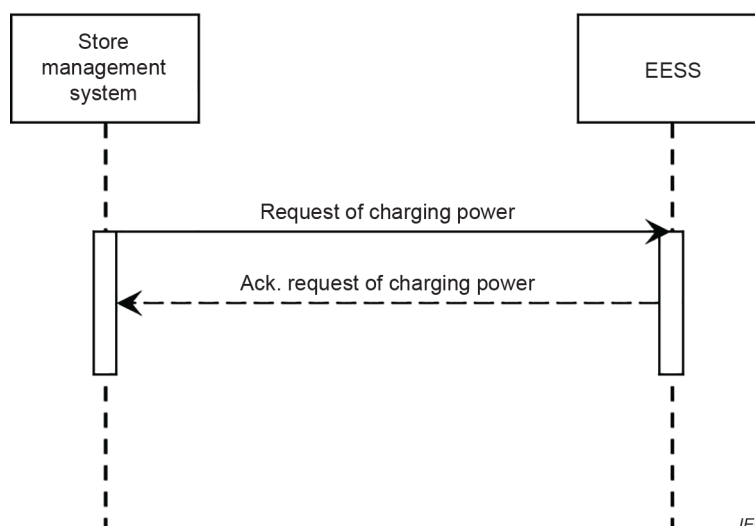 Store
management
system
EESS
Request of charging power
Ack. request of charging power